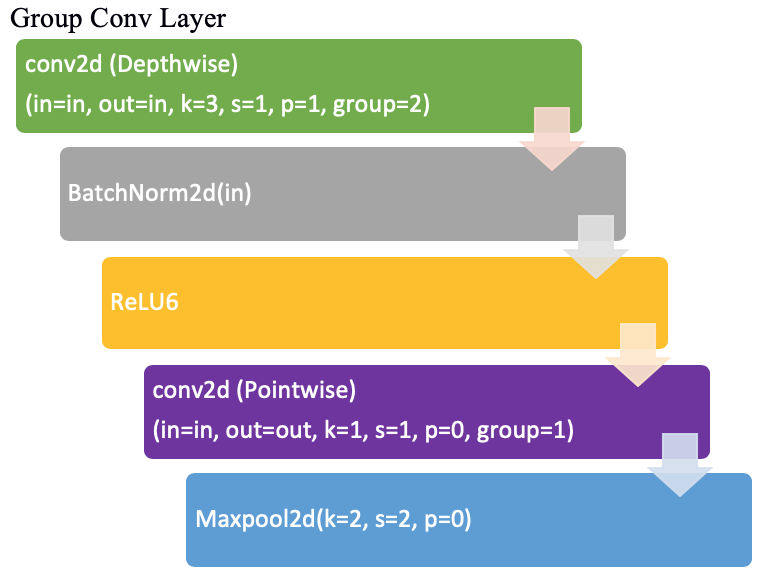 Group Conv Layer
conv2d (Depthwise)
(in=in, out=in, k=3, s=1, p=1, group=2)
BatchNorm2d(in)
ReLU6
conv2d (Pointwise)
(in=in, out=out, k=1, s=1, p=0, group=1)
Maxpool2d(k=2, s=2, p=0)